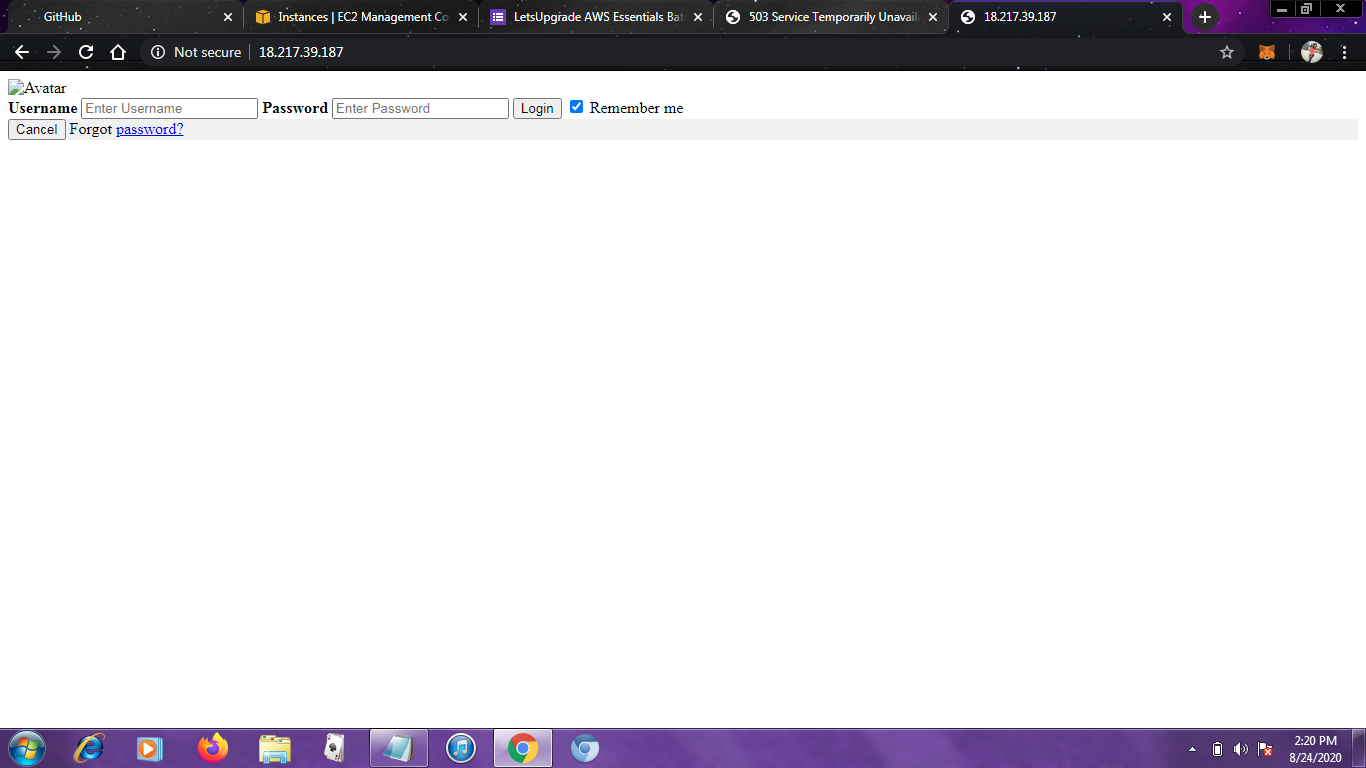 GitHub
Instances | EC2 Management Co
LetsUpgrade AWS Essentials Bat
503 Service Temporarily Unavail
18.217.39.187
Not secure 18.217.39.187
Avatar
Username Enter Username Password Enter Password Login Remember me
Cancel Forgot password?
2:20 PM
8/24/2020